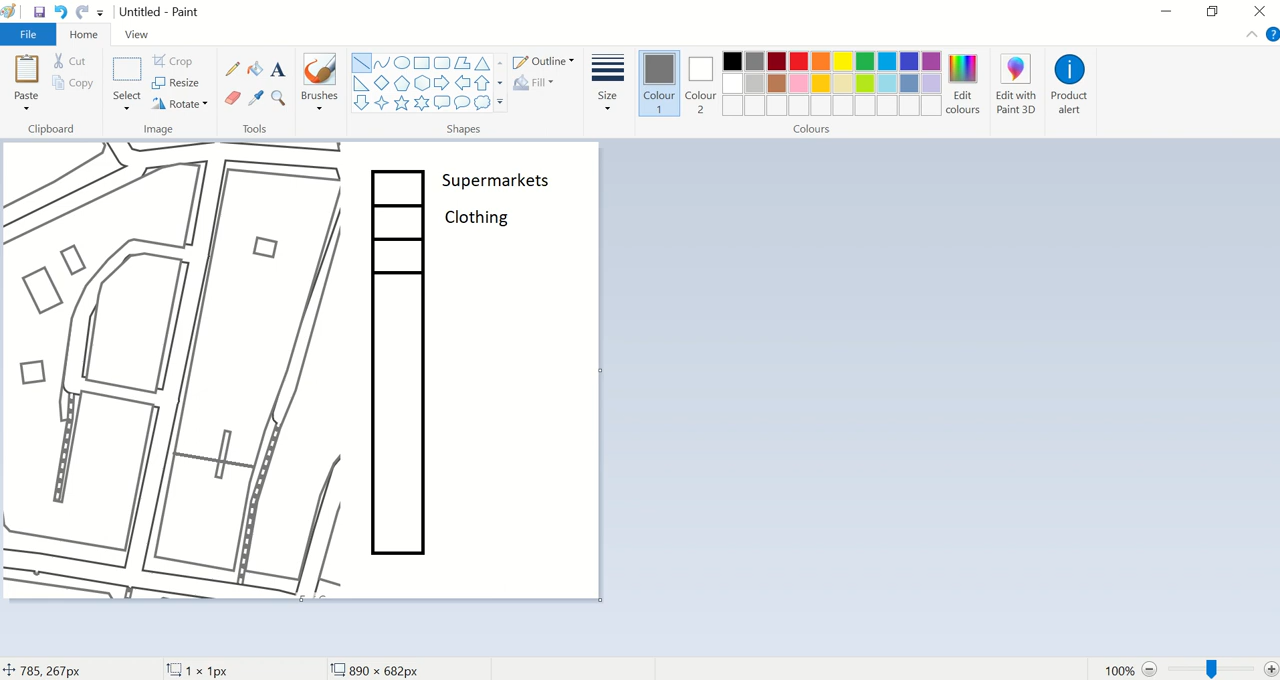 Untitled - Paint
File
Home
View
Paste
Cut
Copy
Clipboard
Select
Crop
Resize
Rotate
Image
Tools
Brushes
Shapes
Outline
Fill
Size
Colour 1
Colour 2
Edit colours
Colours
Edit with Paint 3D
Product alert
Supermarkets
Clothing
785, 267px
1 × 1px
890 × 682px
100%